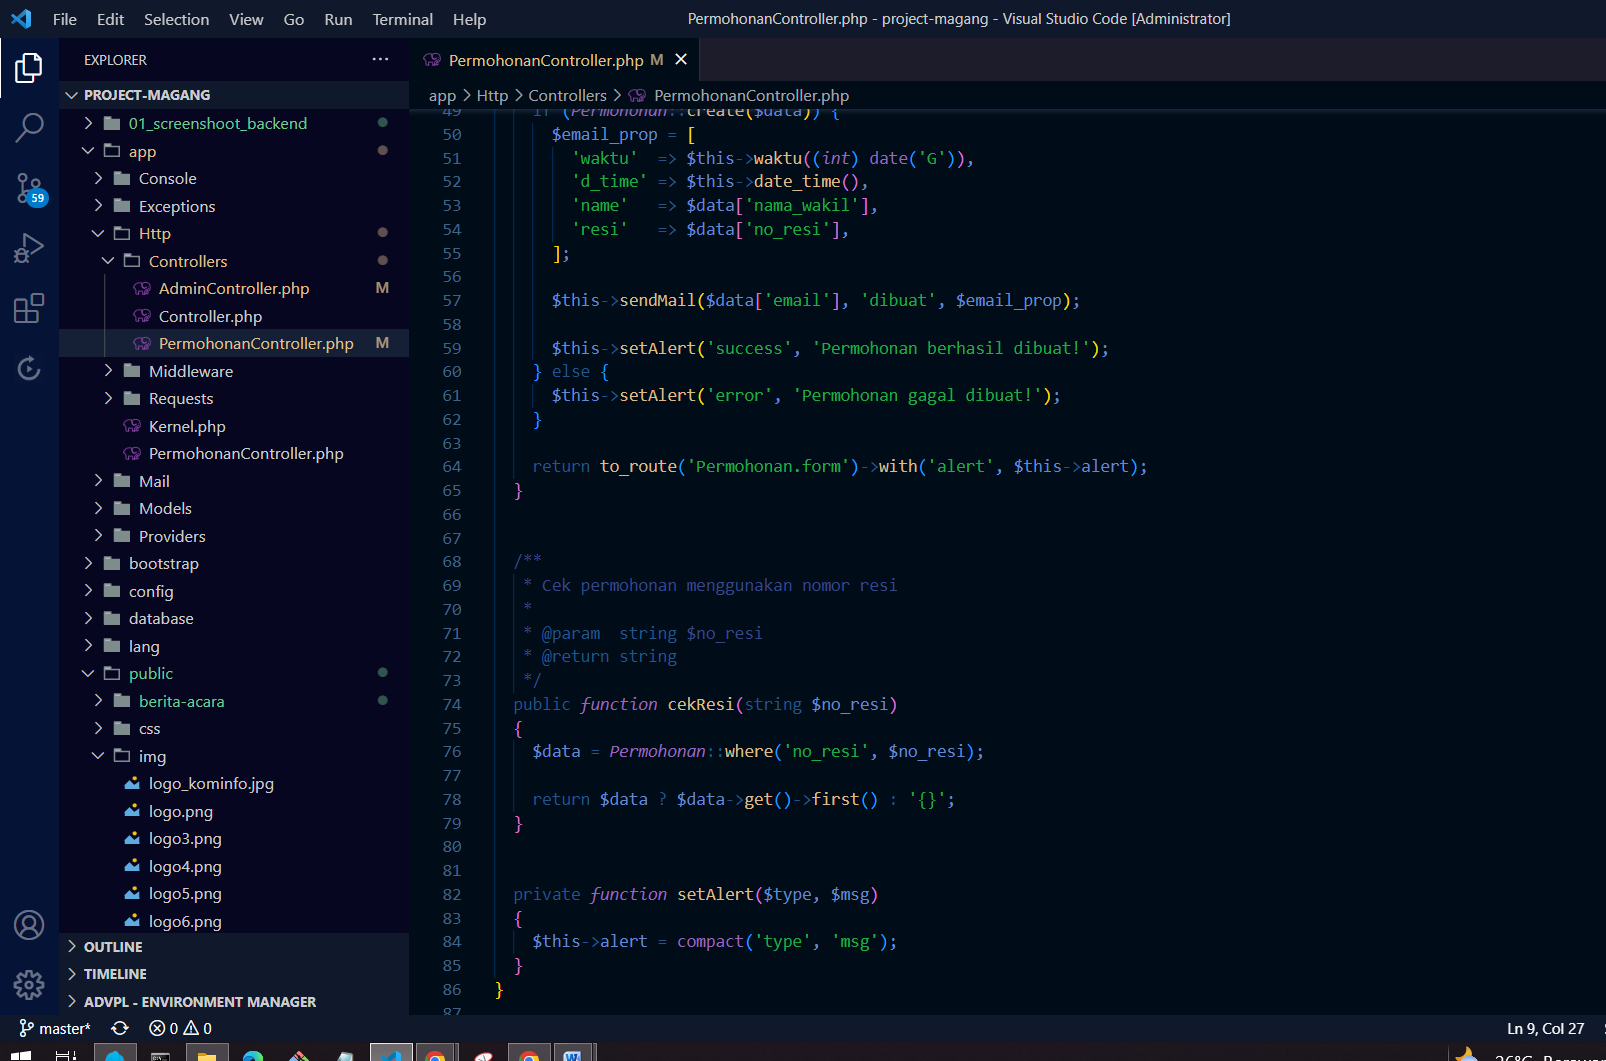 File Edit Selection View Go Run Terminal Help
PermohonanController.php - project-magang - Visual Studio Code [Administrator]
EXPLORER
PROJECT-MAGANG
01_screenshoot_backend
app
Console
Exceptions
Http
Controllers
AdminController.php M
Controller.php
PermohonanController.php M
Middleware
Requests
Kernel.php
PermohonanController.php
Mail
Models
Providers
bootstrap
config
database
lang
public
berita-acara
css
img
logo_kominfo.jpg
logo.png
logo3.png
logo4.png
logo5.png
logo6.png
OUTLINE
TIMELINE
ADVPL - ENVIRONMENT MANAGER
59
PermohonanController.php M
app > Http > Controllers > PermohonanController.php
49 if (Permohonan::create($data)) {
50 $email_prop = [
51 'waktu' => $this->waktu((int) date('G')),
52 'd_time' => $this->date_time(),
53 'name' => $data['nama_wakil'],
54 'resi' => $data['no_resi'],
55 ];
56
57 $this->sendMail($data['email'], 'dibuat', $email_prop);
58
59 $this->setAlert('success', 'Permohonan berhasil dibuat!');
60 } else {
61 $this->setAlert('error', 'Permohonan gagal dibuat!');
62 }
63
64 return to_route('Permohonan.form')->with('alert', $this->alert);
65 }
66
67
68 /**
69 * Cek permohonan menggunakan nomor resi
70 *
71 * @param string $no_resi
72 * @return string
73 */
74 public function cekResi(string $no_resi)
75 {
76 $data = Permohonan::where('no_resi', $no_resi);
77
78 return $data ? $data->get()->first() : '{}';
79 }
80
81
82 private function setAlert($type, $msg)
83 {
84 $this->alert = compact('type', 'msg');
85 }
86 }
87
master* 0 0
Ln 9, Col 27
26°C